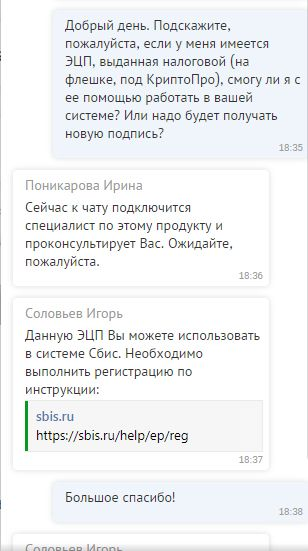 Добрый день. Подскажите,
пожалуйста, если у меня имеется
ЭЦП, выданная налоговой (на
флешке, под КриптоПро), смогу ли я с
ее помощью работать в вашей
системе? Или надо будет получать
новую подпись?
18:35
Поникарова Ирина
Сейчас к чату подключится
специалист по этому продукту и
проконсультирует Вас. Ожидайте,
пожалуйста.
18:36
Соловьев Игорь
Данную ЭЦП Вы можете использовать
в системе Сбис. Необходимо
выполнить регистрацию по
инструкции:
sbis.ru
https://sbis.ru/help/ep/reg
18:37
Большое спасибо!
18:38
Соловьев Игорь